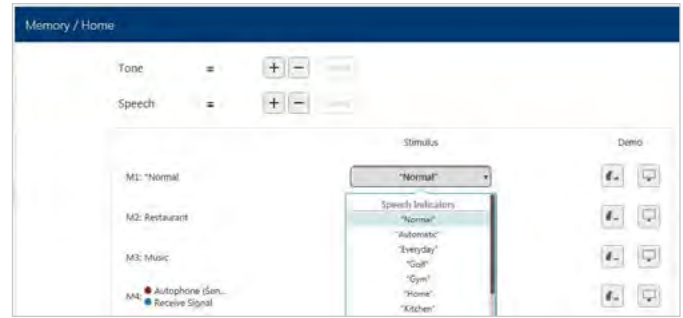 Memory / Home
Tone = + −
Speech = + −
Stimulus Demo
M1: "Normal "Normal"
Speech Indicators
"Normal"
M2: Restaurant
"Automatic"
"Everyday"
M3: Music
"Golf"
"Gym"
M4: Autophone (Sen...
"Home"
Receive Signal
"Kitchen"